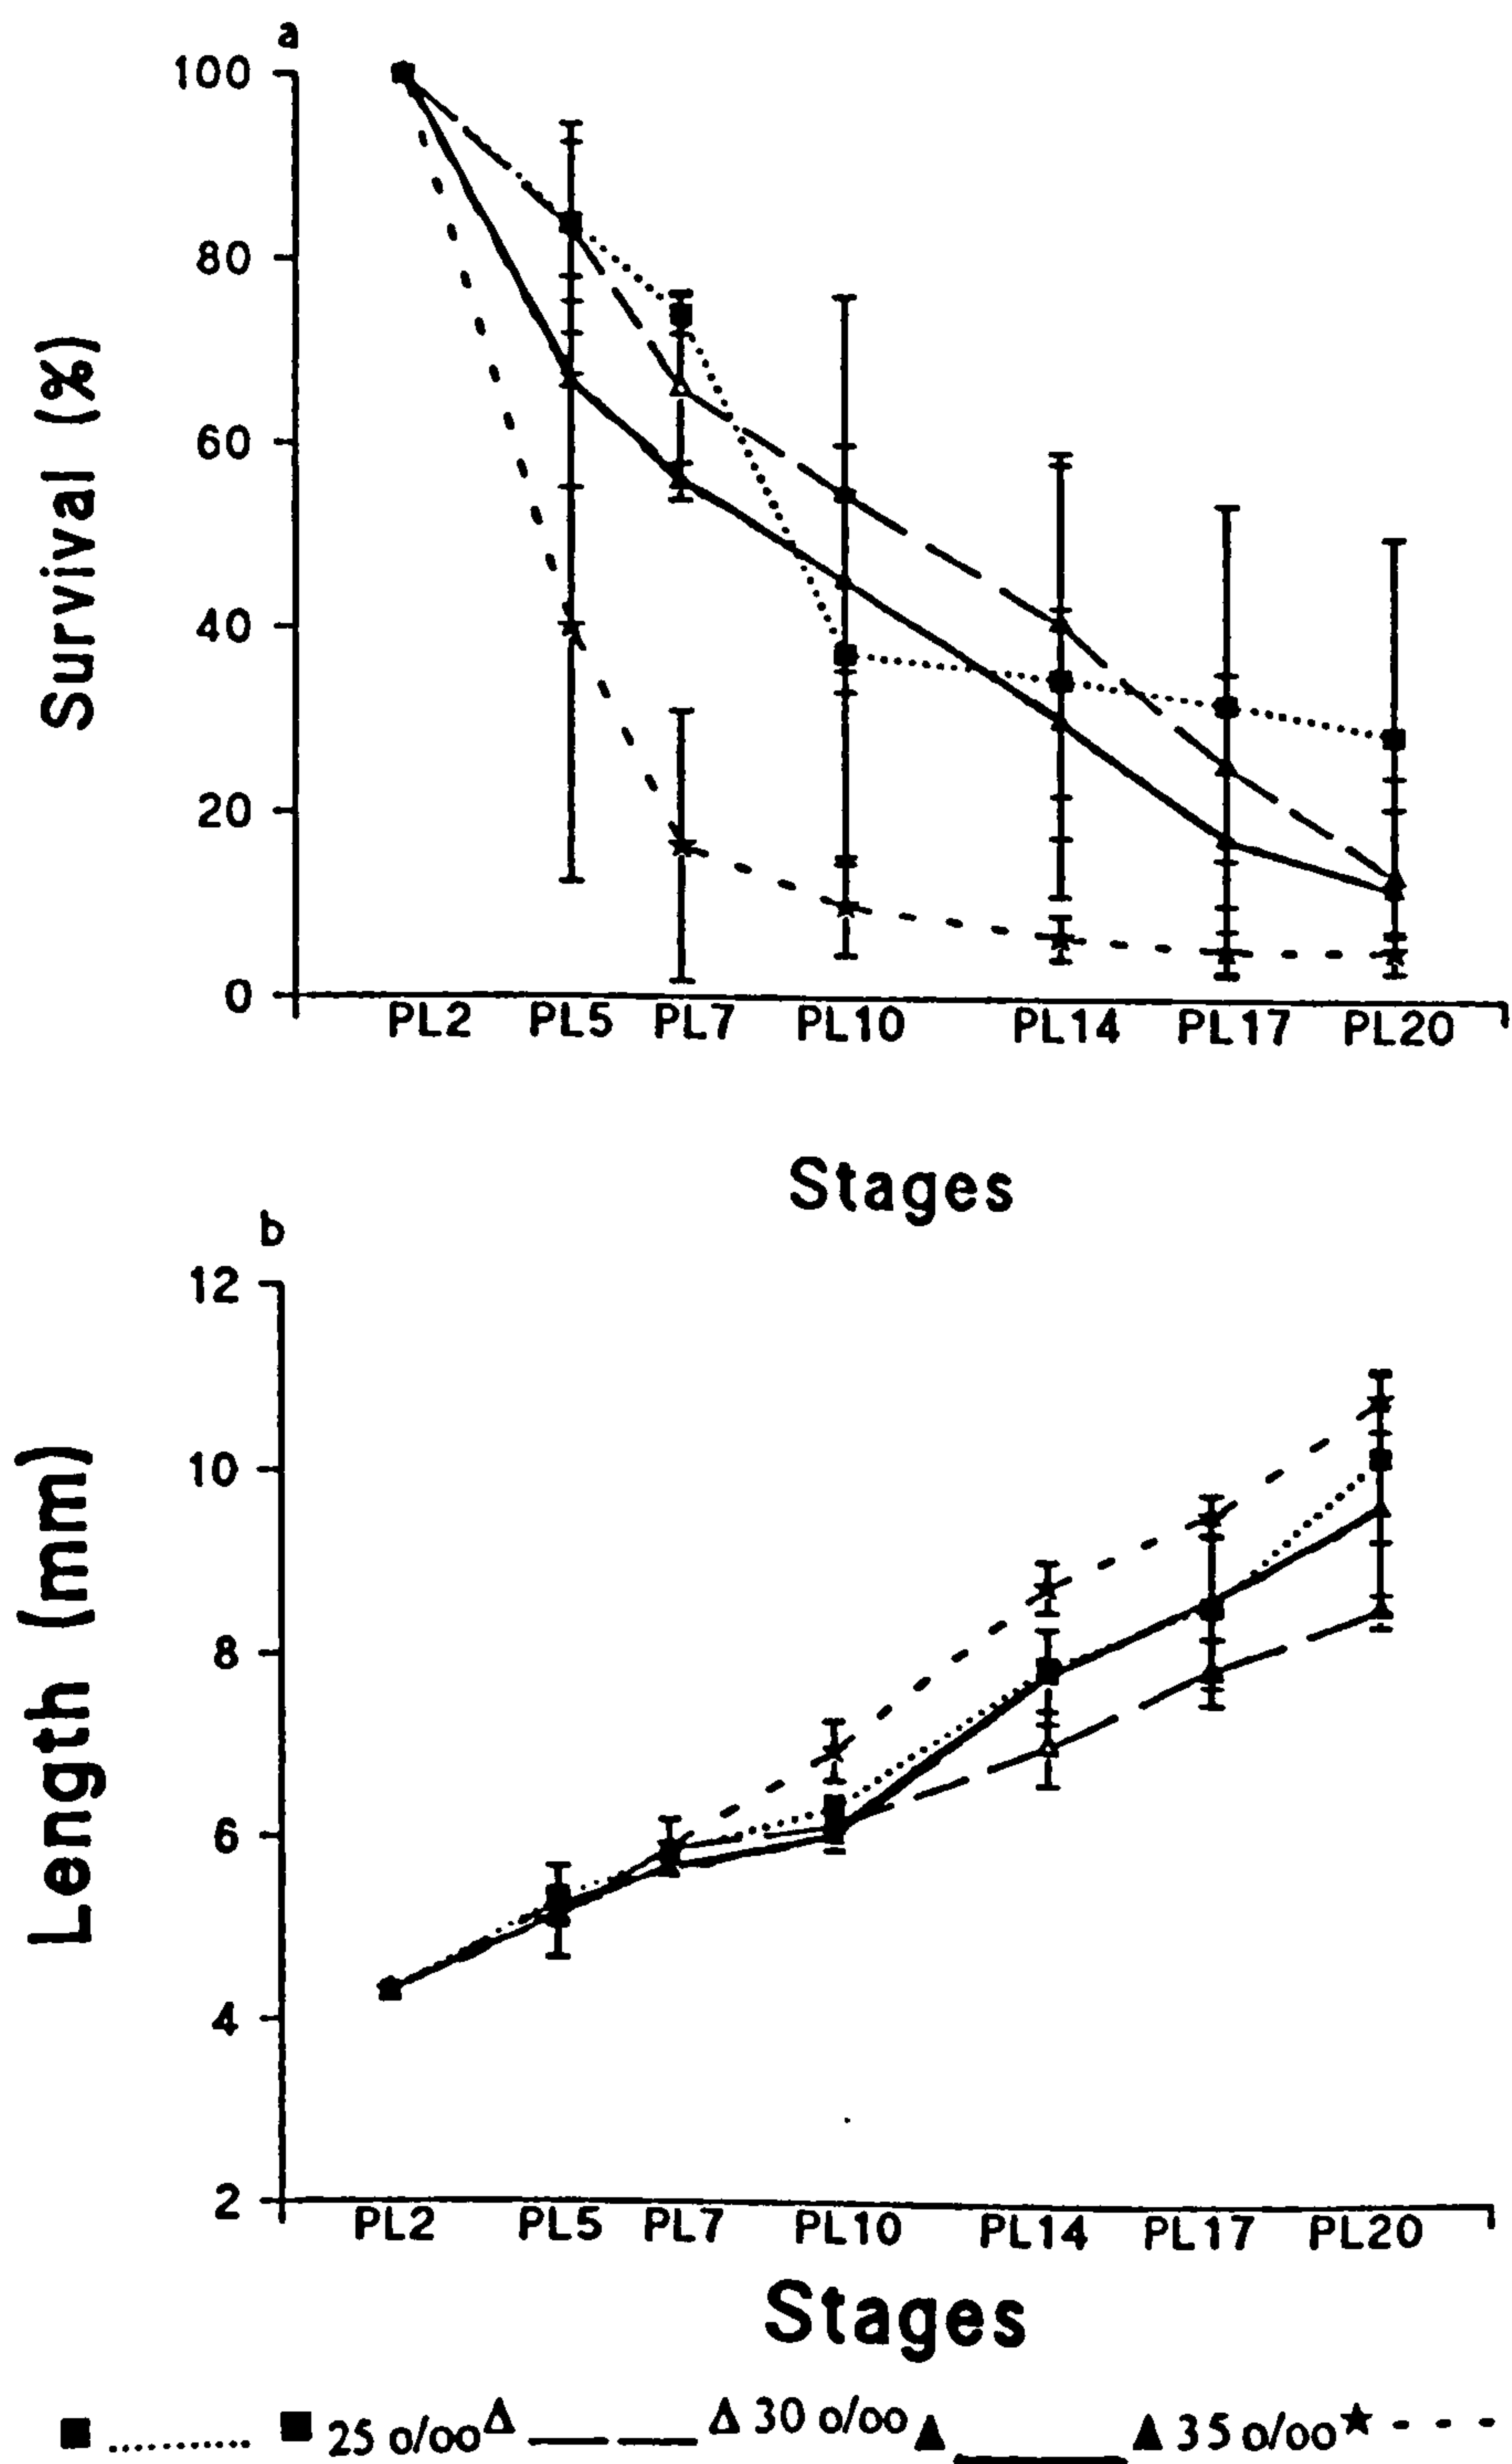 a
100
80
60
40
20
0
Survival (%)
PL2 PL5 PL7 PL10 PL14 PL17 PL20
Stages
b
12
10
8
6
4
2
Length (mm)
PL2 PL5 PL7 PL10 PL14 PL17 PL20
Stages
25 o/oo 30 o/oo 35 o/oo